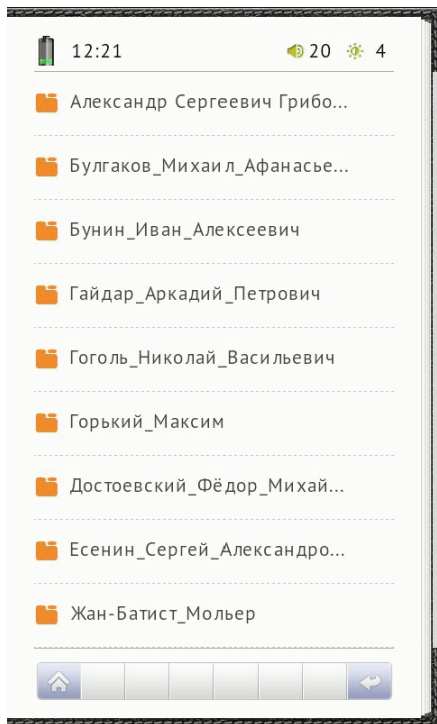 12:21 20 4
Александр Сергеевич Грибо...
Булгаков_Михаил_Афанасье...
Бунин_Иван_Алексеевич
Гайдар_Аркадий_Петрович
Гоголь_Николай_Васильевич
Горький_Максим
Достоевский_Фёдор_Михай...
Есенин_Сергей_Александро...
Жан-Батист_Мольер